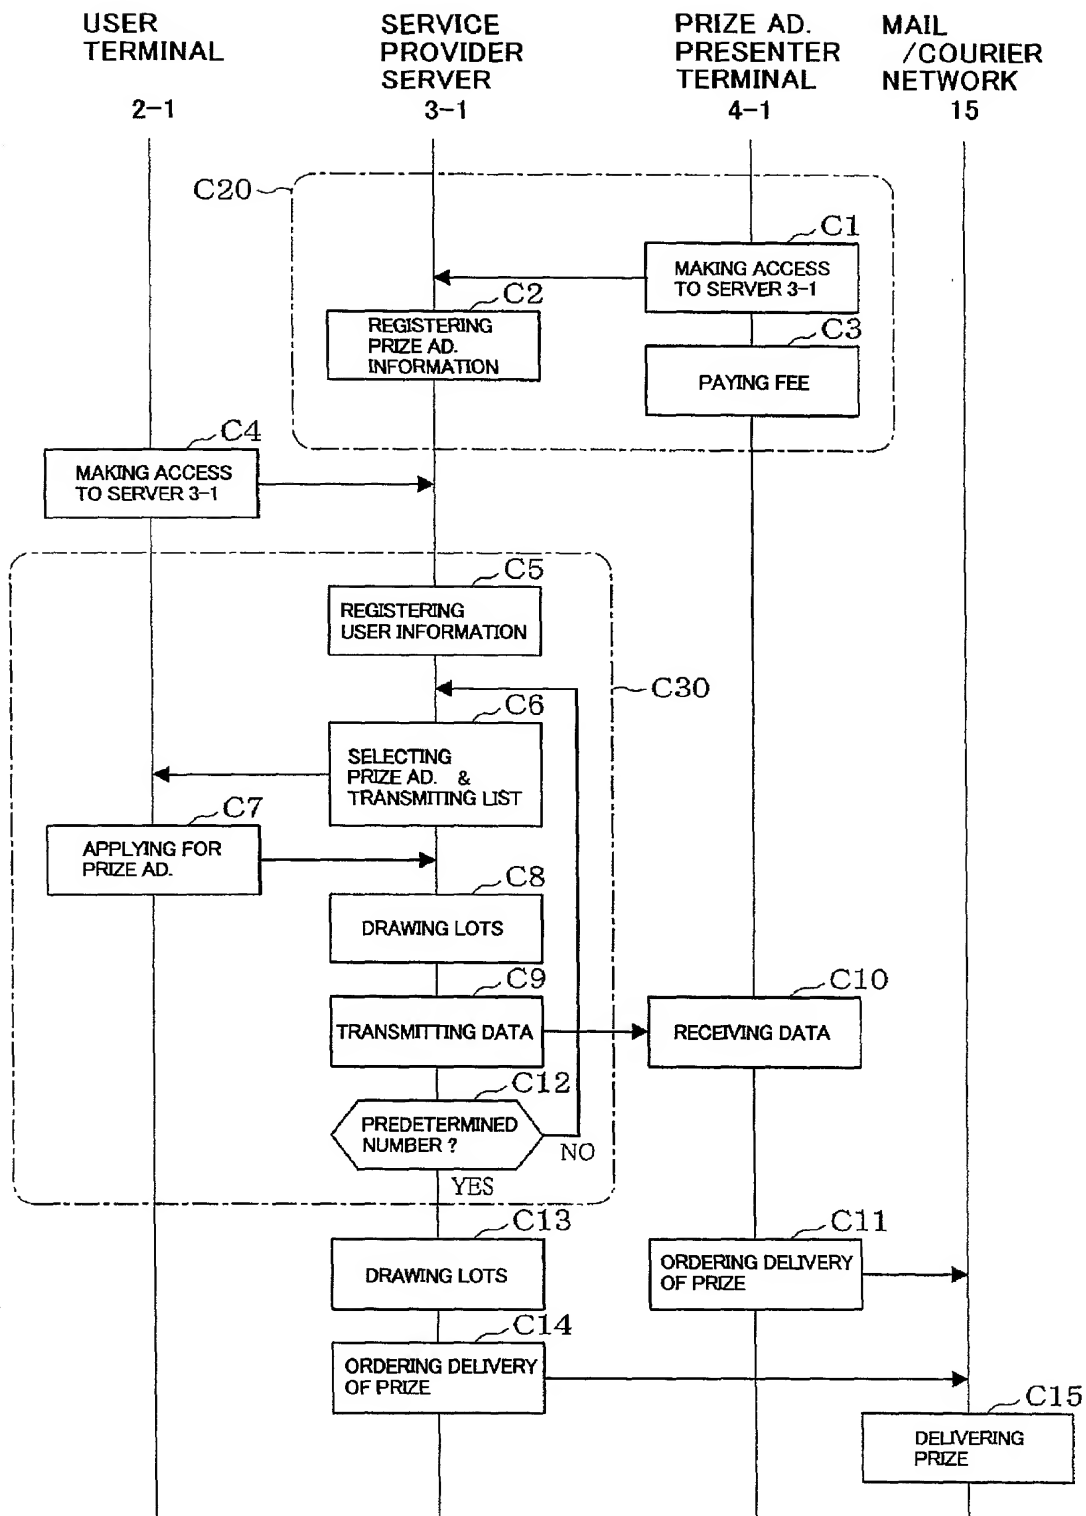 USER
TERMINAL
2-1
SERVICE
PROVIDER
SERVER
3-1
PRIZE AD.
PRESENTER
TERMINAL
4-1
MAIL
/COURIER
NETWORK
15
C20
C1
MAKING ACCESS
TO SERVER 3-1
C2
REGISTERING
PRIZE AD.
INFORMATION
C3
PAYING FEE
C4
MAKING ACCESS
TO SERVER 3-1
C5
REGISTERING
USER INFORMATION
C30
C6
SELECTING
PRIZE AD. &
TRANSMITING LIST
C7
APPLYING FOR
PRIZE AD.
C8
DRAWING LOTS
C9
TRANSMITTING DATA
C10
RECEIVING DATA
C12
PREDETERMINED
NUMBER ?
NO
YES
C13
DRAWING LOTS
C11
ORDERING DELIVERY
OF PRIZE
C14
ORDERING DELIVERY
OF PRIZE
C15
DELIVERING
PRIZE